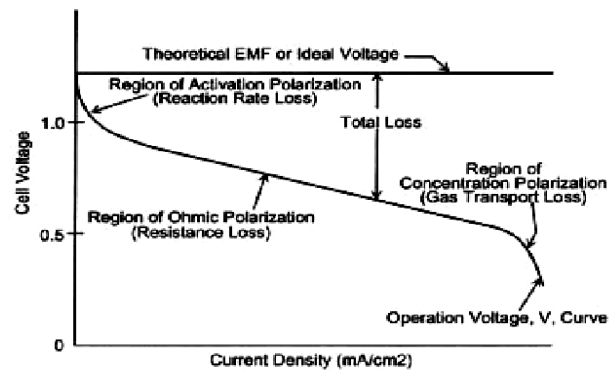 Theoretical EMF or Ideal Voltage
Region of Activation Polarization
(Reaction Rate Loss)
1.0
Total Loss
Region of
Concentration Polarization
(Gas Transport Loss)
Cell Voltage
Region of Ohmic Polarization
(Resistance Loss)
0.5
Operation Voltage, V, Curve
0
Current Density (mA/cm2)